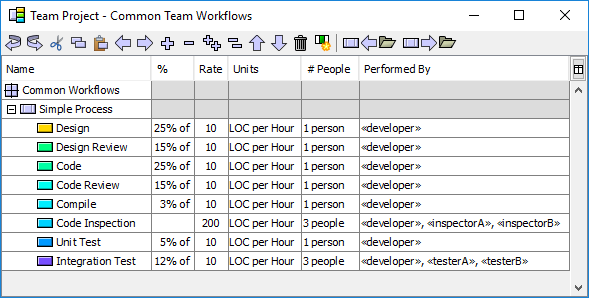 Team Project - Common Team Workflows
Name % Rate Units # People Performed By
Common Workflows
Simple Process
Design 25% of 10 LOC per Hour 1 person «developer»
Design Review 15% of 10 LOC per Hour 1 person «developer»
Code 25% of 10 LOC per Hour 1 person «developer»
Code Review 15% of 10 LOC per Hour 1 person «developer»
Compile 3% of 10 LOC per Hour 1 person «developer»
Code Inspection 200 LOC per Hour 3 people «developer», «inspectorA», «inspectorB»
Unit Test 5% of 10 LOC per Hour 1 person «developer»
Integration Test 12% of 10 LOC per Hour 3 people «developer», «testerA», «testerB»